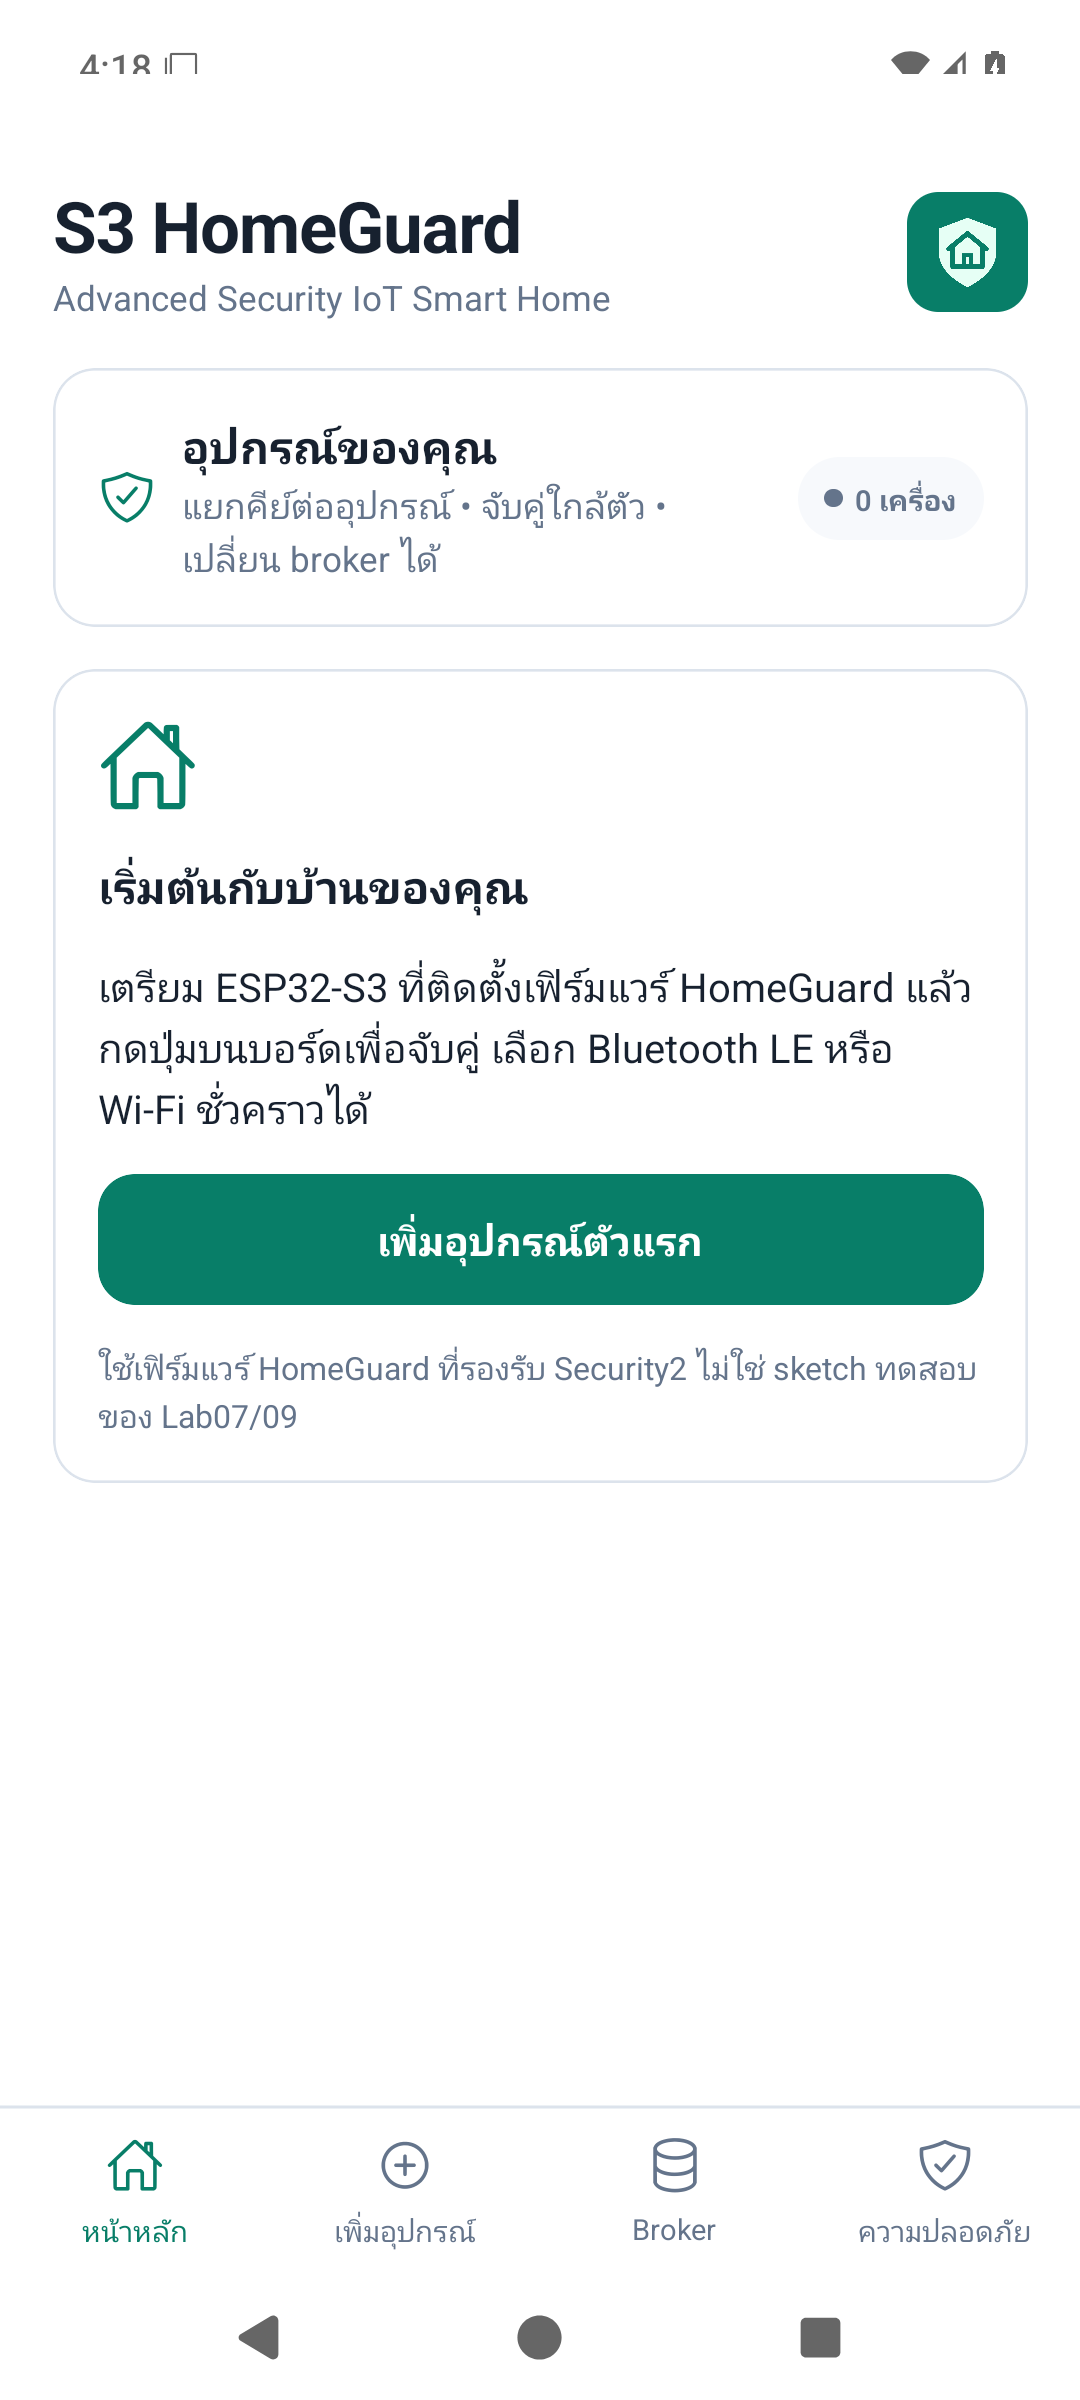 4:18
S3 HomeGuard
Advanced Security IoT Smart Home
อุปกรณ์ของคุณ
แยกคีย์ต่ออุปกรณ์ • จับคู่ใกล้ตัว •
เปลี่ยน broker ได้
0 เครื่อง
เริ่มต้นกับบ้านของคุณ
เตรียม ESP32-S3 ที่ติดตั้งเฟิร์มแวร์ HomeGuard แล้ว
กดปุ่มบนบอร์ดเพื่อจับคู่ เลือก Bluetooth LE หรือ
Wi-Fi ชั่วคราวได้
เพิ่มอุปกรณ์ตัวแรก
ใช้เฟิร์มแวร์ HomeGuard ที่รองรับ Security2 ไม่ใช่ sketch ทดสอบ
ของ Lab07/09
หน้าหลัก
เพิ่มอุปกรณ์
Broker
ความปลอดภัย